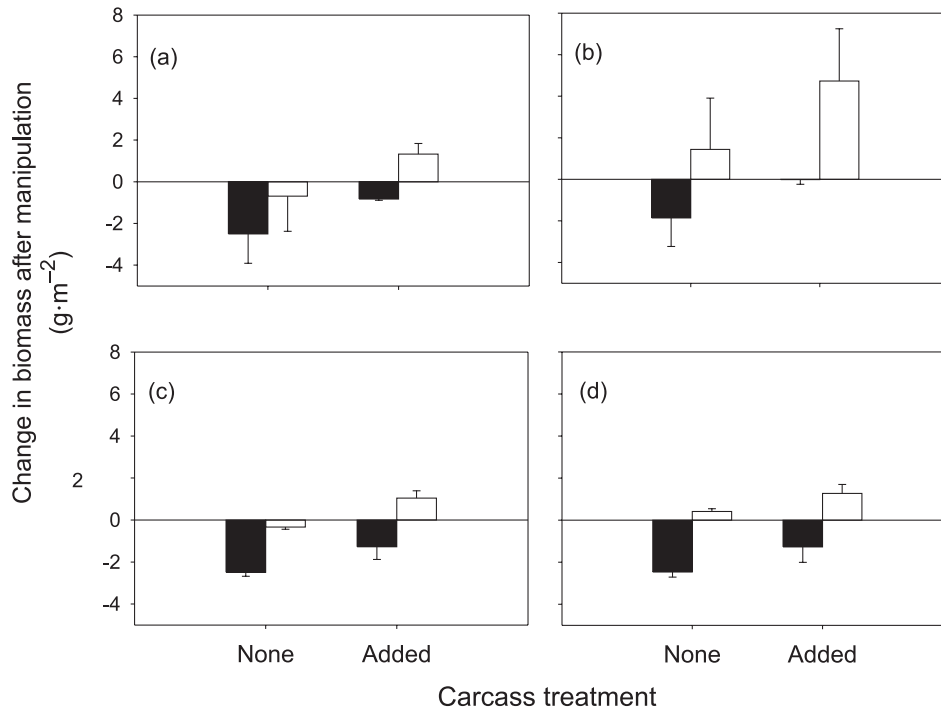 Change in biomass after manipulation
(g·m⁻²)
8
6
4
2
0
-2
-4
(a)
(b)
8
6
4
2
0
-2
-4
(c)
(d)
None
Added
None
Added
Carcass treatment